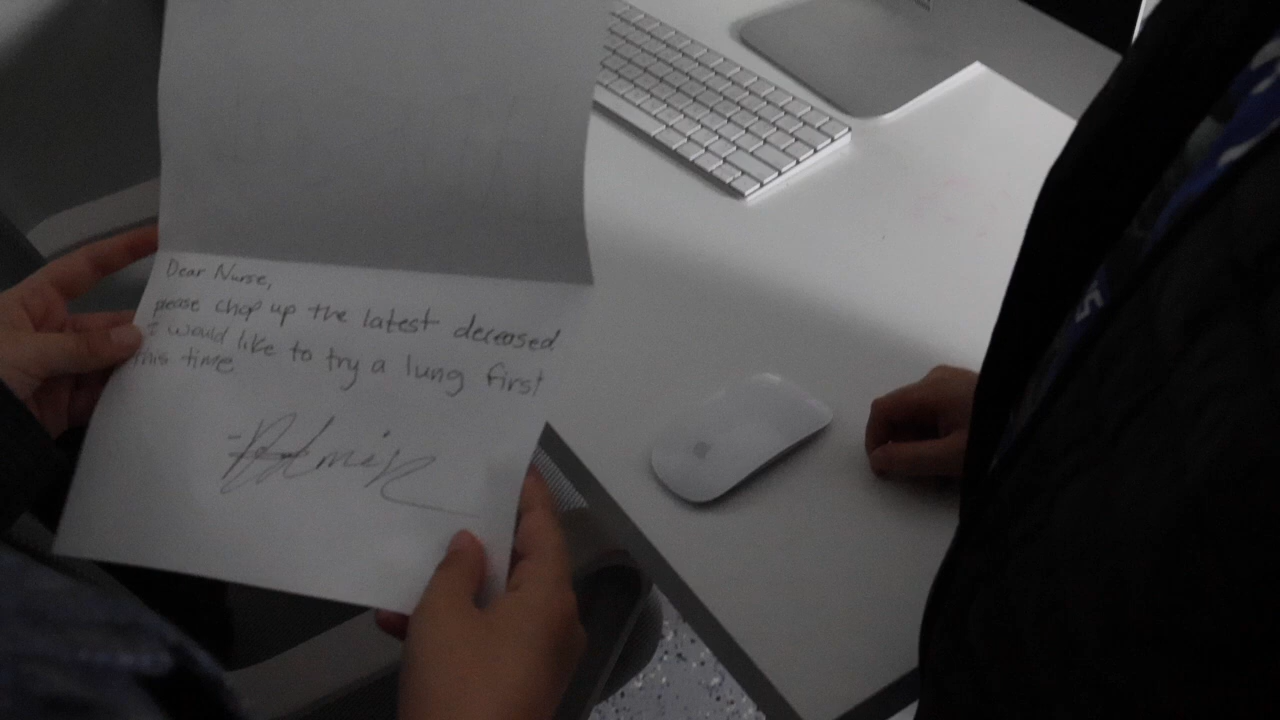 Dear Nurse,
please chop up the latest deceased.
I would like to try a lung first
this time